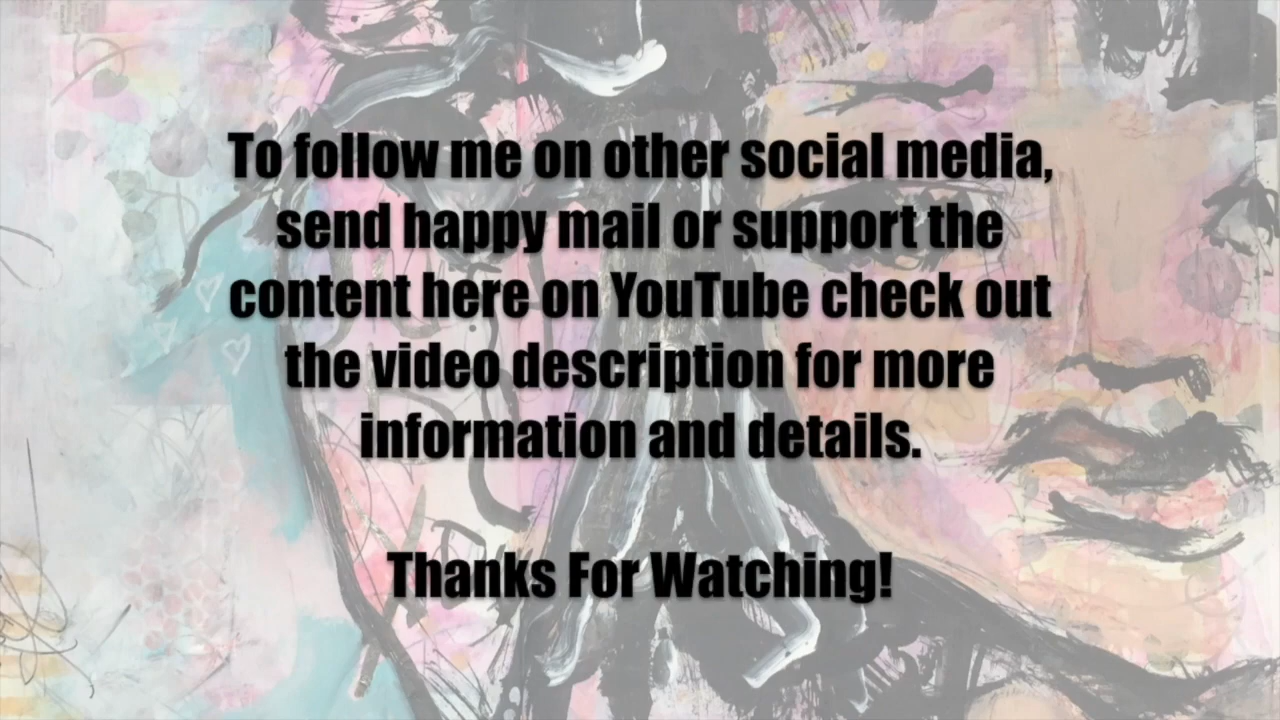 To follow me on other social media,
send happy mail or support the
content here on YouTube check out
the video description for more
information and details.
Thanks For Watching!